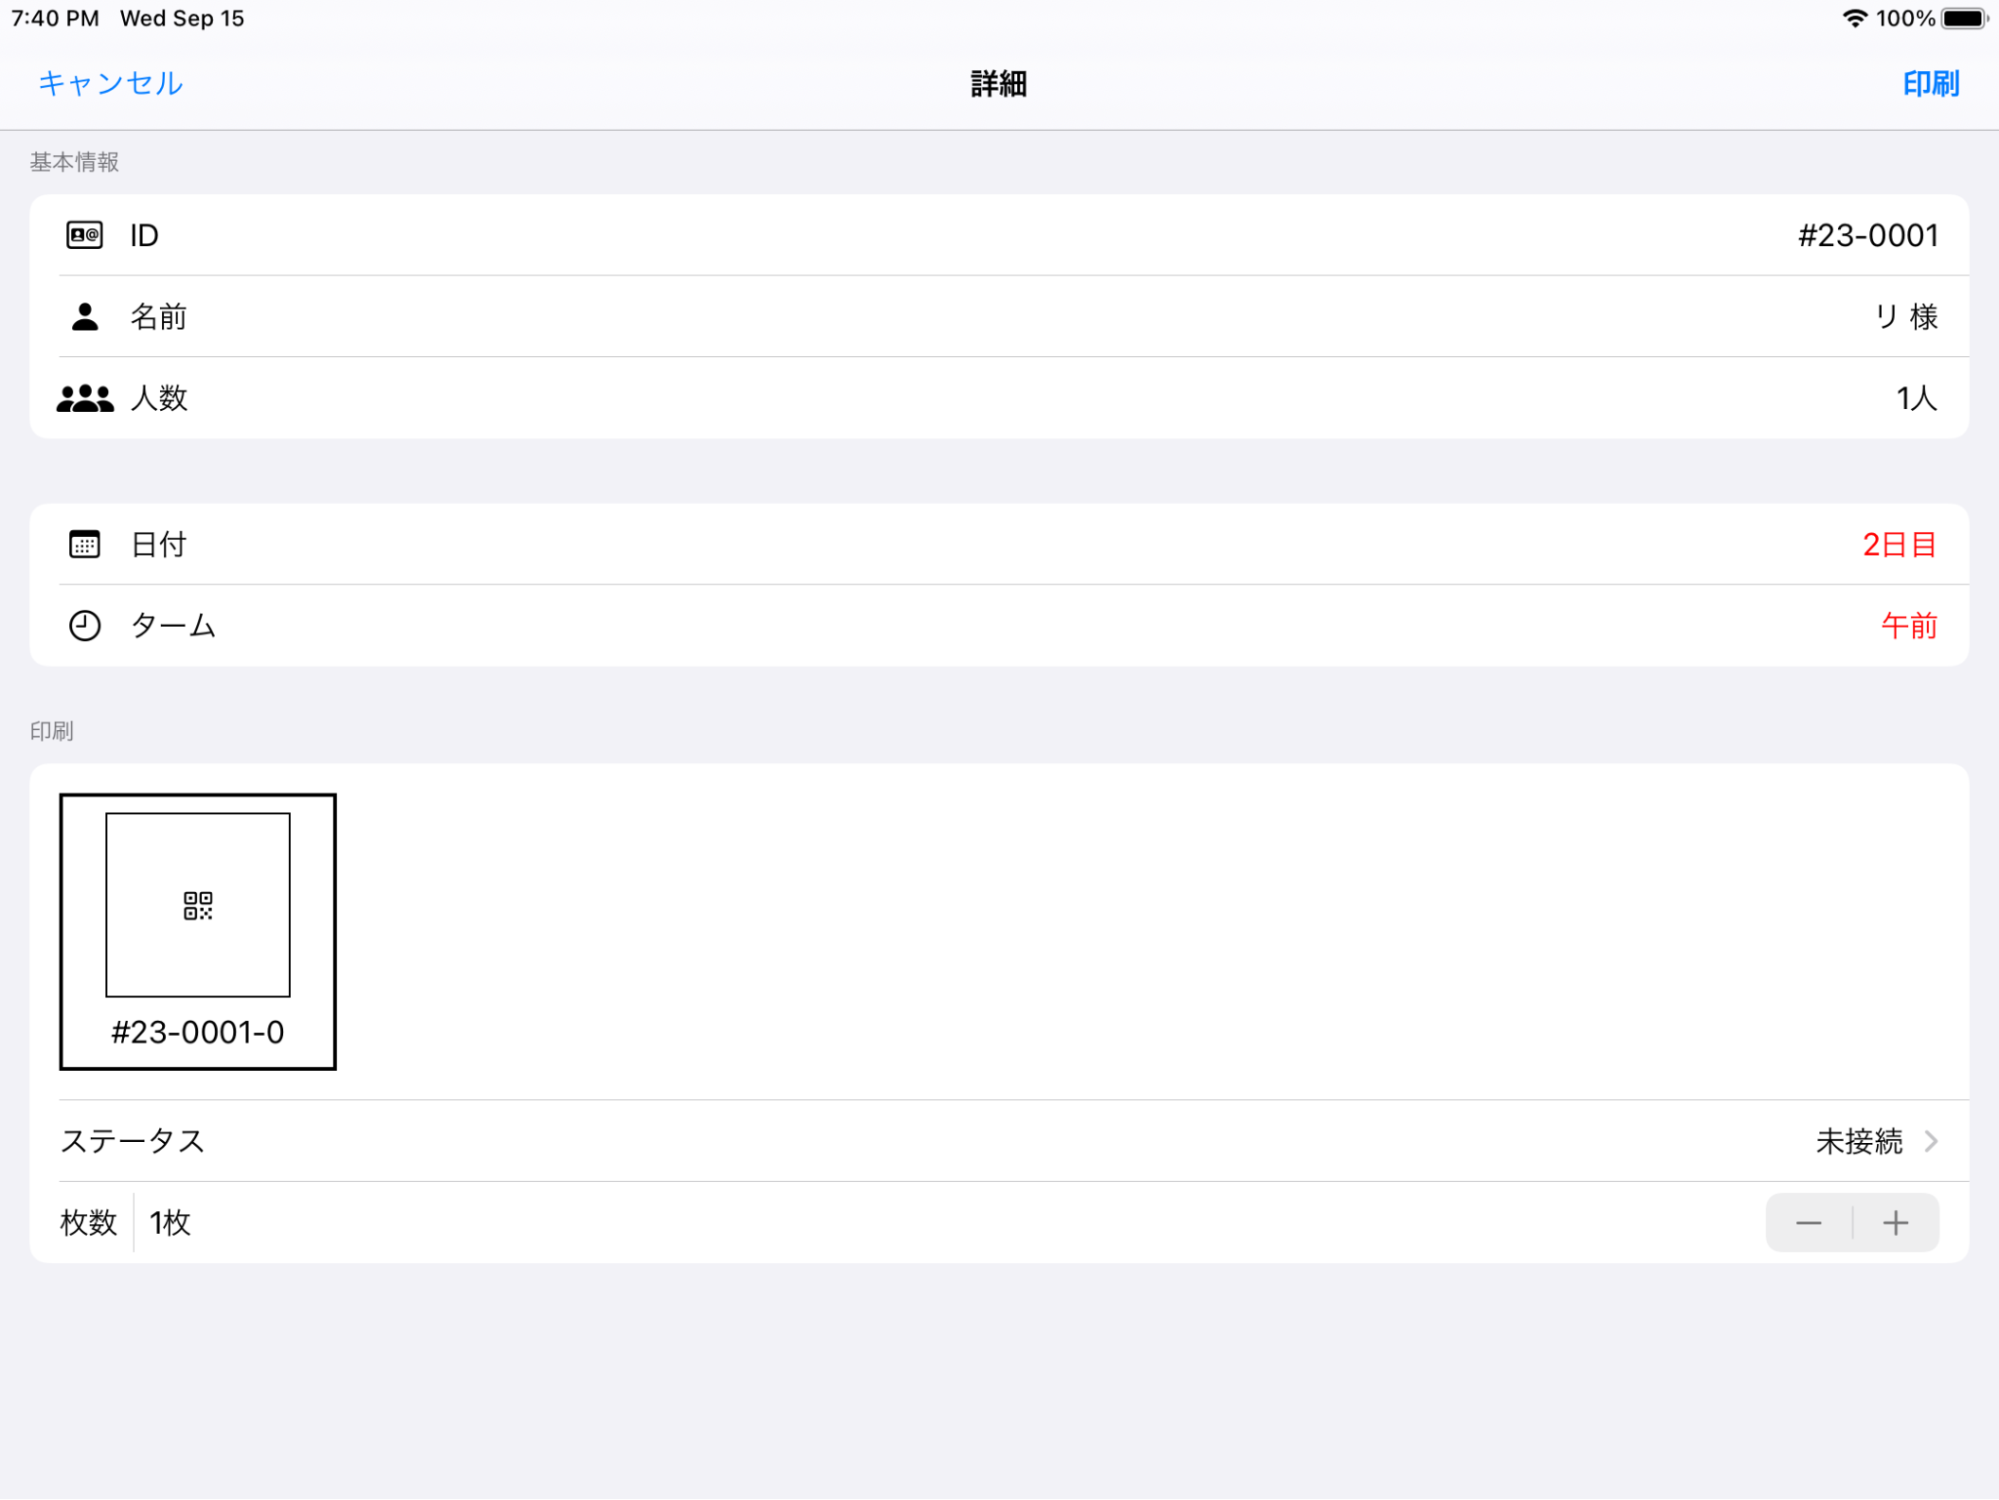 7:40 PM Wed Sep 15 100%
キャンセル 詳細 印刷
基本情報
ID #23-0001
名前 リ 様
人数 1人
日付 2日目
ターム 午前
印刷
#23-0001-0
ステータス 未接続
枚数 1枚 － ＋